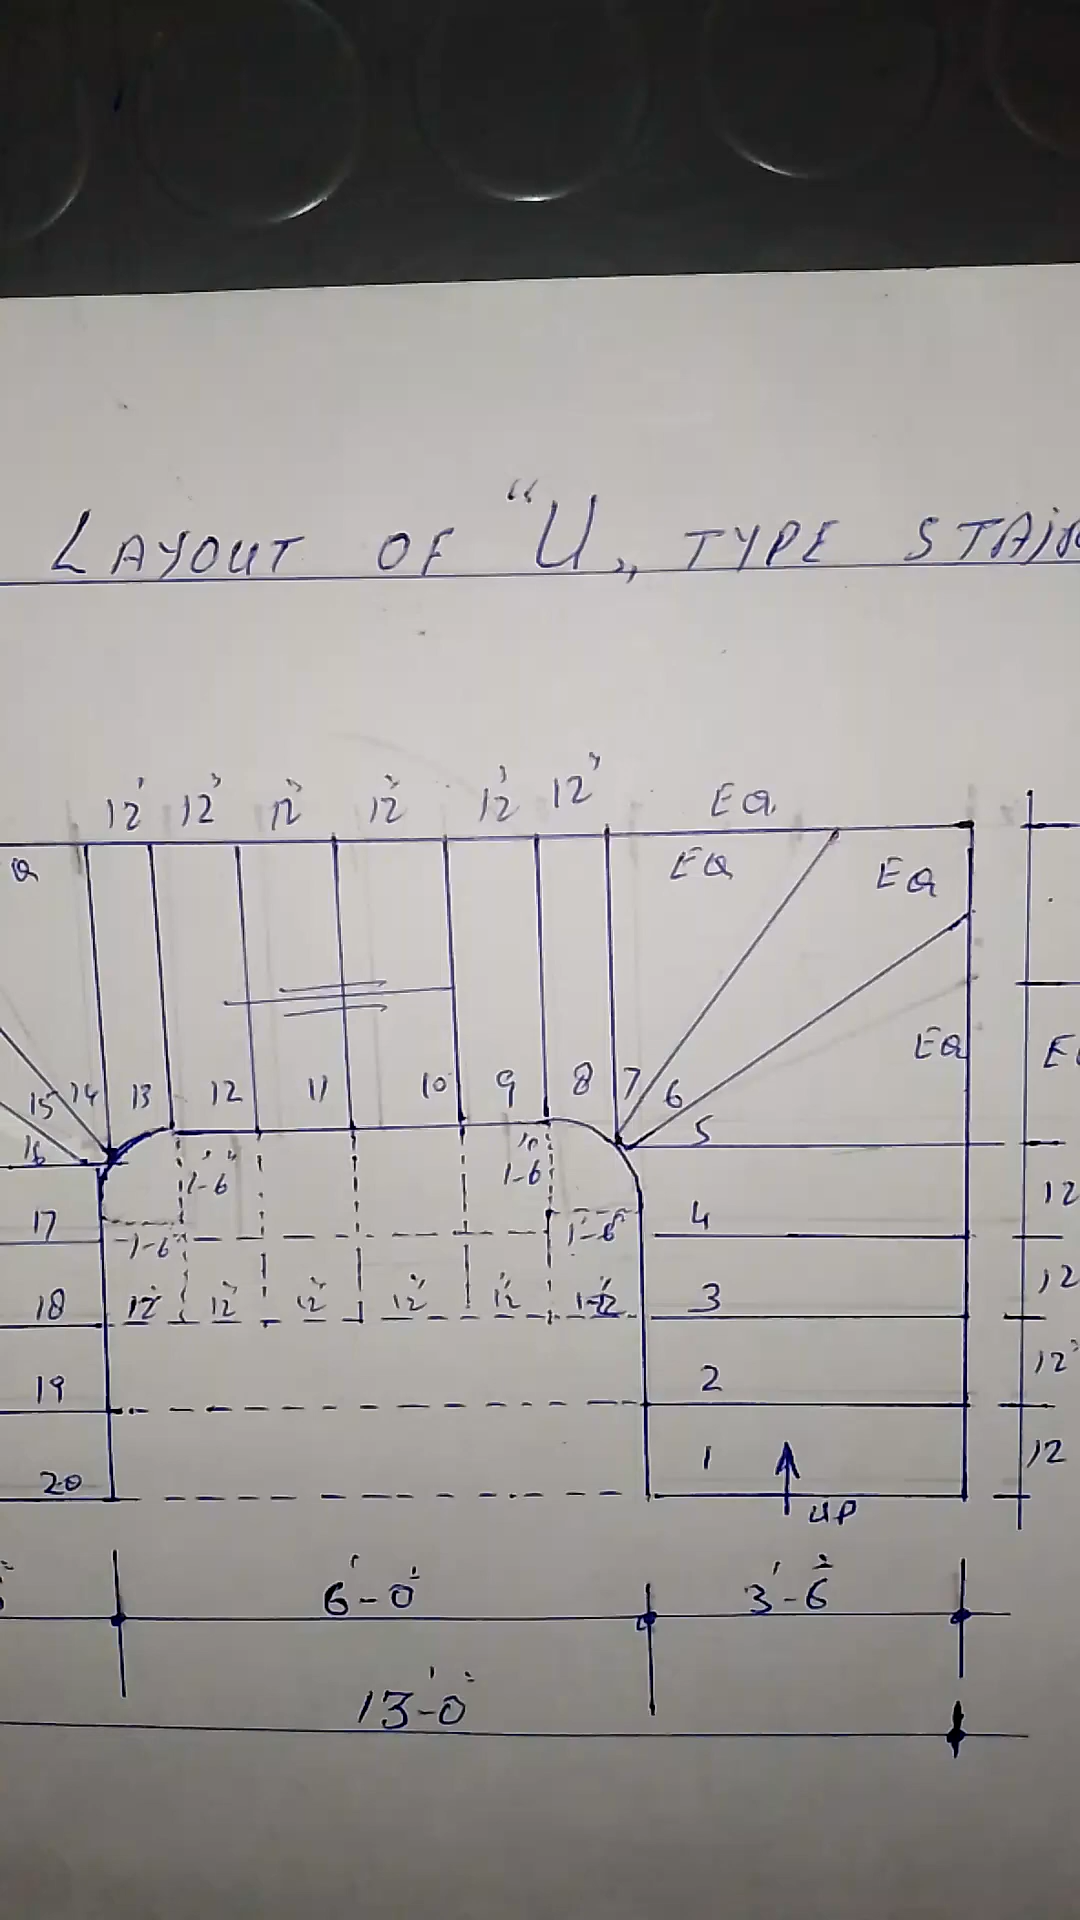 LAYOUT OF "U„ TYPE STAIR
12' 12" 12" 12" 12' 12" EQ
Q EQ EQ
EQ E
15 14 13 12 11 10 9 8 7 6
16 5
1'-6" 1-6
17 4 12
1-6 1'-6"
18 12" 12" 12" 12" 12" 3 12
19 2 12"
20 1 12
UP
6'-0" 3'-6"
13'-0"